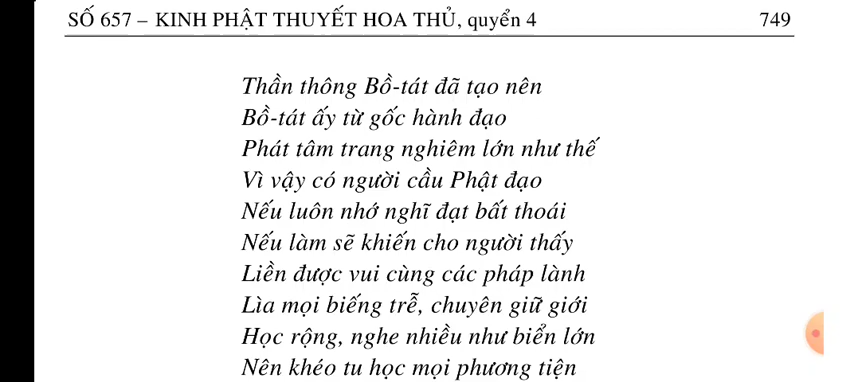 SỐ 657 – KINH PHẬT THUYẾT HOA THỦ, quyển 4 749
Thần thông Bồ-tát đã tạo nên
Bồ-tát ấy từ gốc hành đạo
Phát tâm trang nghiêm lớn như thế
Vì vậy có người cầu Phật đạo
Nếu luôn nhớ nghĩ đạt bất thoái
Nếu làm sẽ khiến cho người thấy
Liền được vui cùng các pháp lành
Lìa mọi biếng trễ, chuyên giữ giới
Học rộng, nghe nhiều như biển lớn
Nên khéo tu học mọi phương tiện